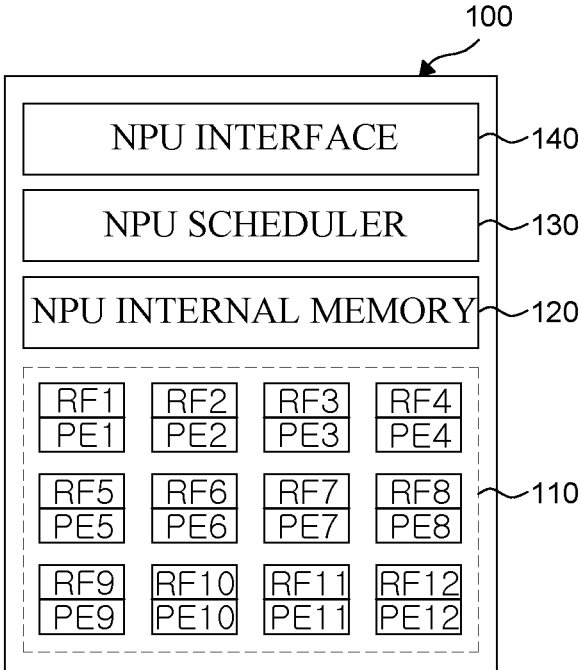 100
NPU INTERFACE 140
NPU SCHEDULER 130
NPU INTERNAL MEMORY 120
RF1 RF2 RF3 RF4
PE1 PE2 PE3 PE4
RF5 RF6 RF7 RF8 110
PE5 PE6 PE7 PE8
RF9 RF10 RF11 RF12
PE9 PE10 PE11 PE12